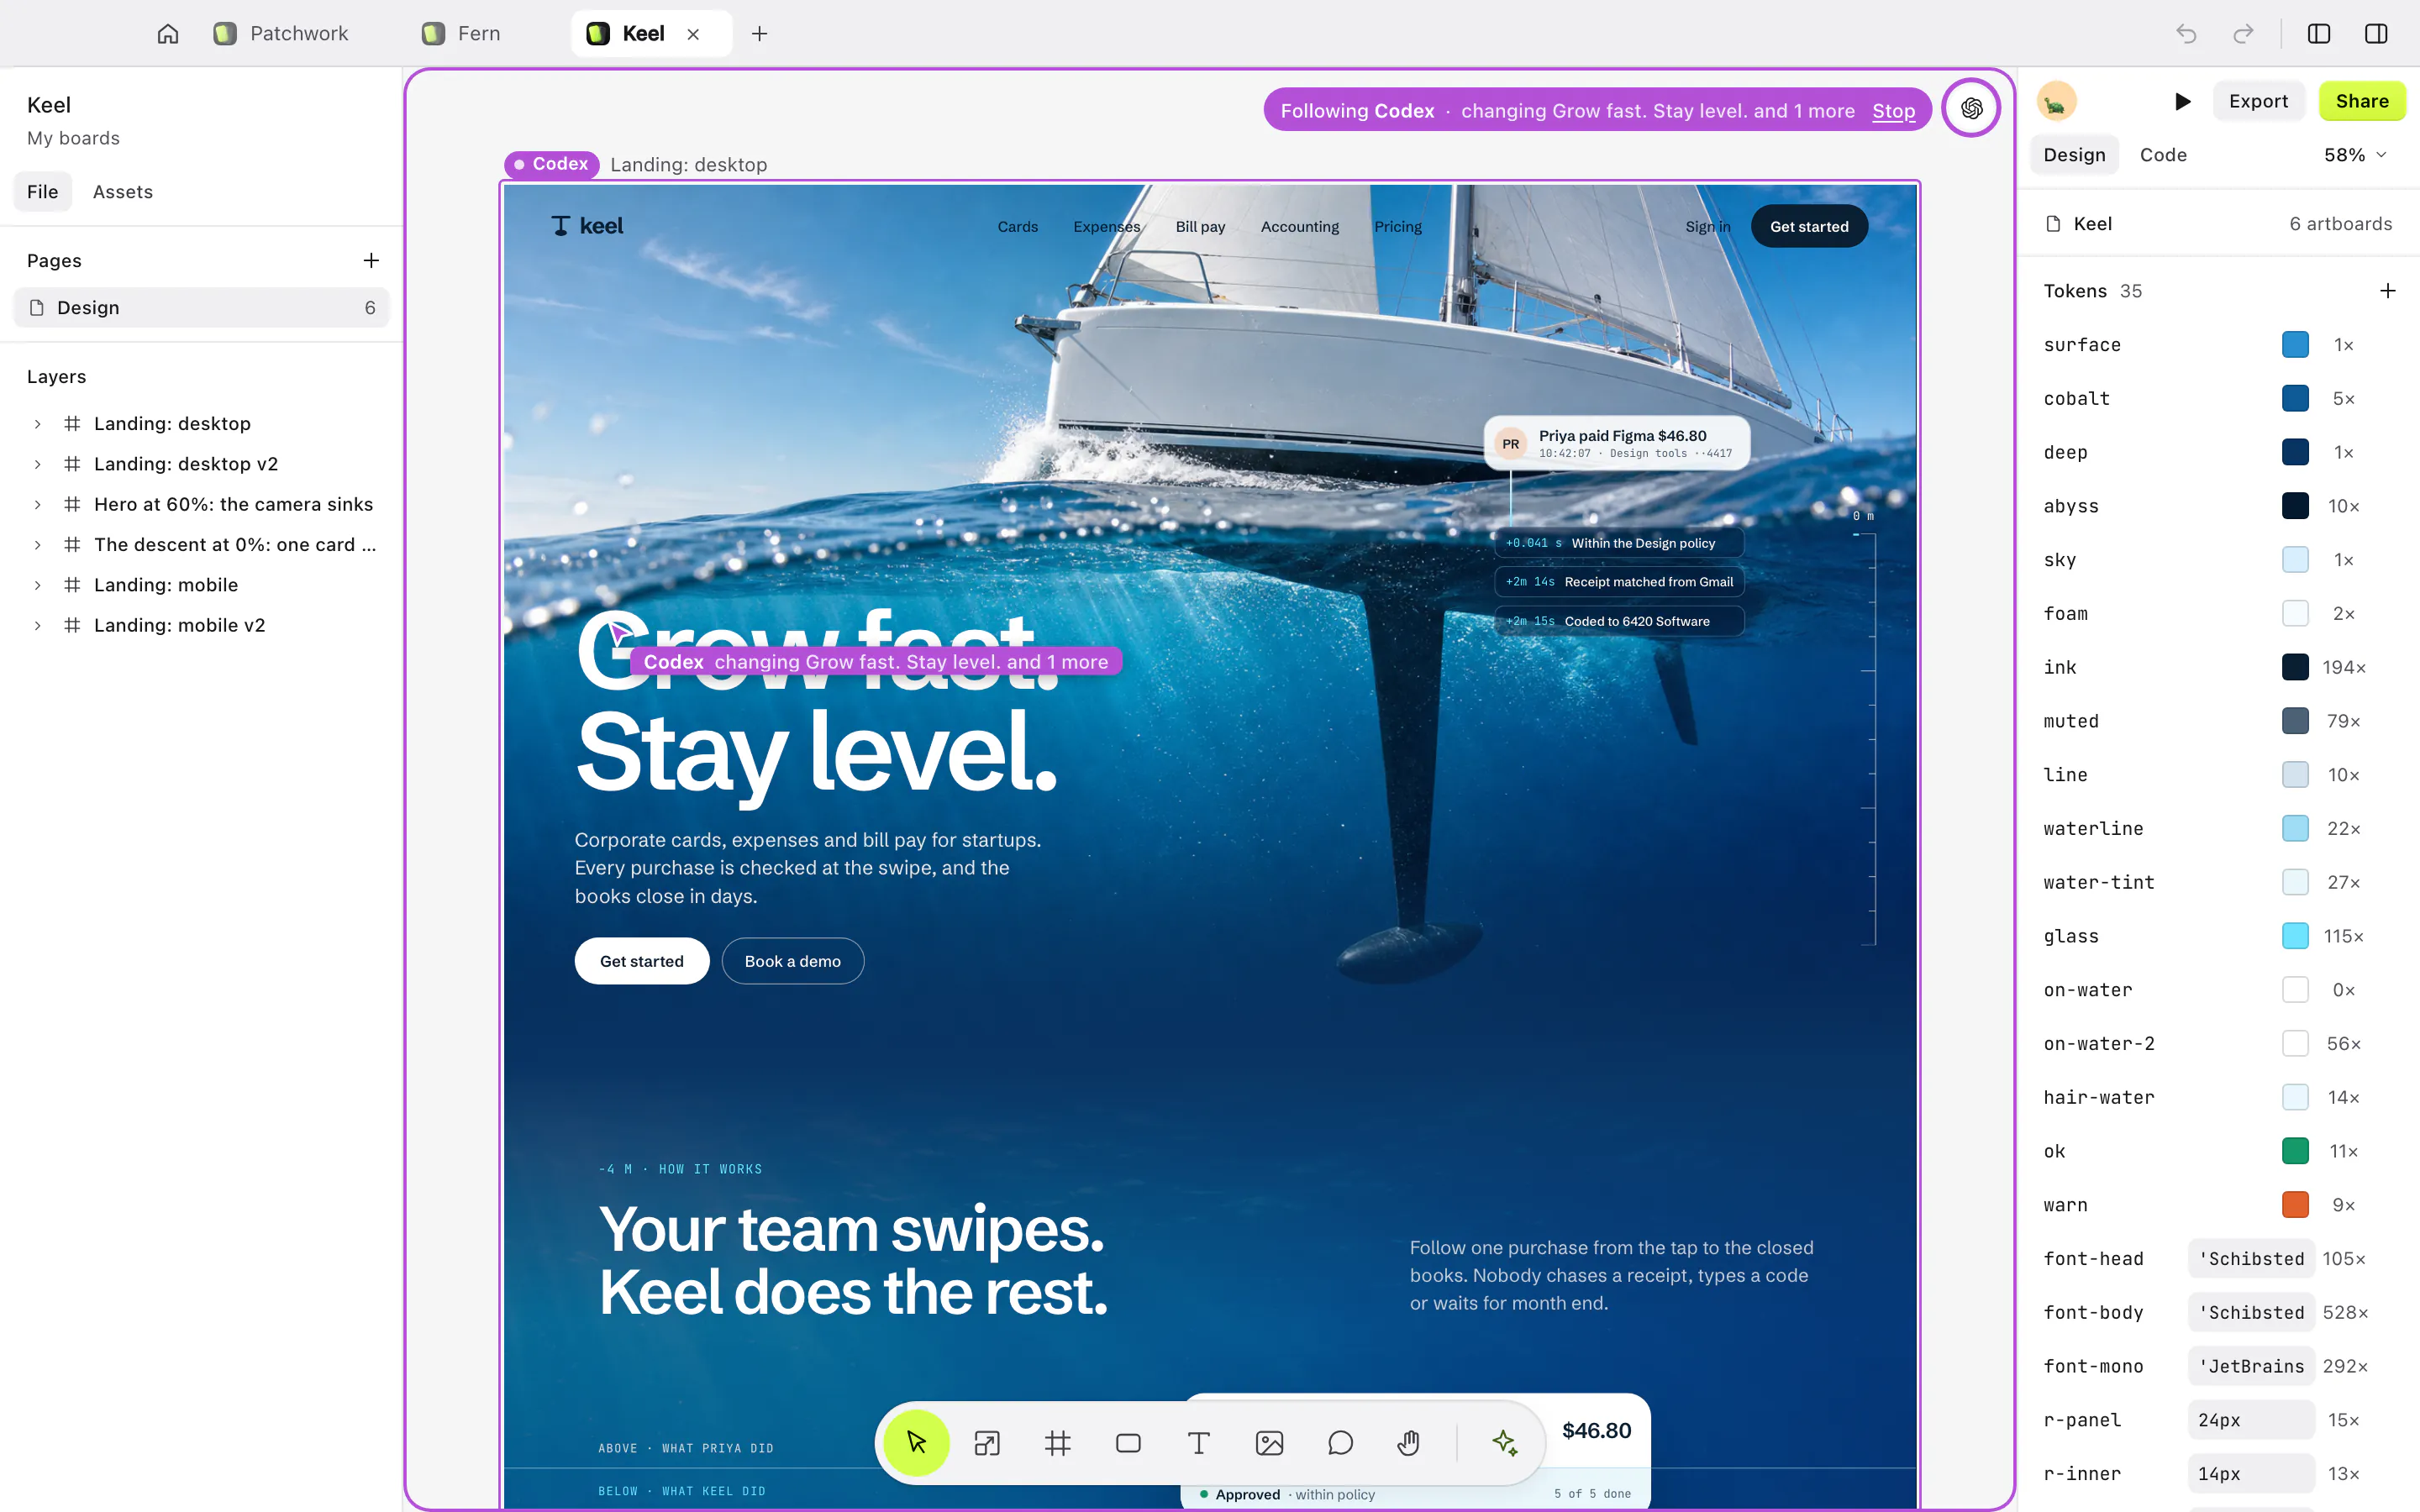 Patchwork
Fern
Keel
Keel
My boards
File
Assets
Pages
Design 6
Layers
Landing: desktop
Landing: desktop v2
Hero at 60%: the camera sinks
The descent at 0%: one card ...
Landing: mobile
Landing: mobile v2
Following Codex · changing Grow fast. Stay level. and 1 more Stop
Codex Landing: desktop
keel
Cards
Expenses
Bill pay
Accounting
Pricing
Sign in
Get started
PR
Priya paid Figma $46.80
10:42:07 · Design tools ··4417
0 m
+0.041 s Within the Design policy
+2m 14s Receipt matched from Gmail
+2m 15s Coded to 6420 Software
Grow fast.
Codex changing Grow fast. Stay level. and 1 more
Stay level.
Corporate cards, expenses and bill pay for startups.
Every purchase is checked at the swipe, and the
books close in days.
Get started
Book a demo
-4 M · HOW IT WORKS
Your team swipes.
Keel does the rest.
Follow one purchase from the tap to the closed
books. Nobody chases a receipt, types a code
or waits for month end.
ABOVE · WHAT PRIYA DID
BELOW · WHAT KEEL DID
$46.80
Approved · within policy
5 of 5 done
Export
Share
Design
Code
58%
Keel
6 artboards
Tokens 35
surface 1×
cobalt 5×
deep 1×
abyss 10×
sky 1×
foam 2×
ink 194×
muted 79×
line 10×
waterline 22×
water-tint 27×
glass 115×
on-water 0×
on-water-2 56×
hair-water 14×
ok 11×
warn 9×
font-head 'Schibsted 105×
font-body 'Schibsted 528×
font-mono 'JetBrains 292×
r-panel 24px 15×
r-inner 14px 13×